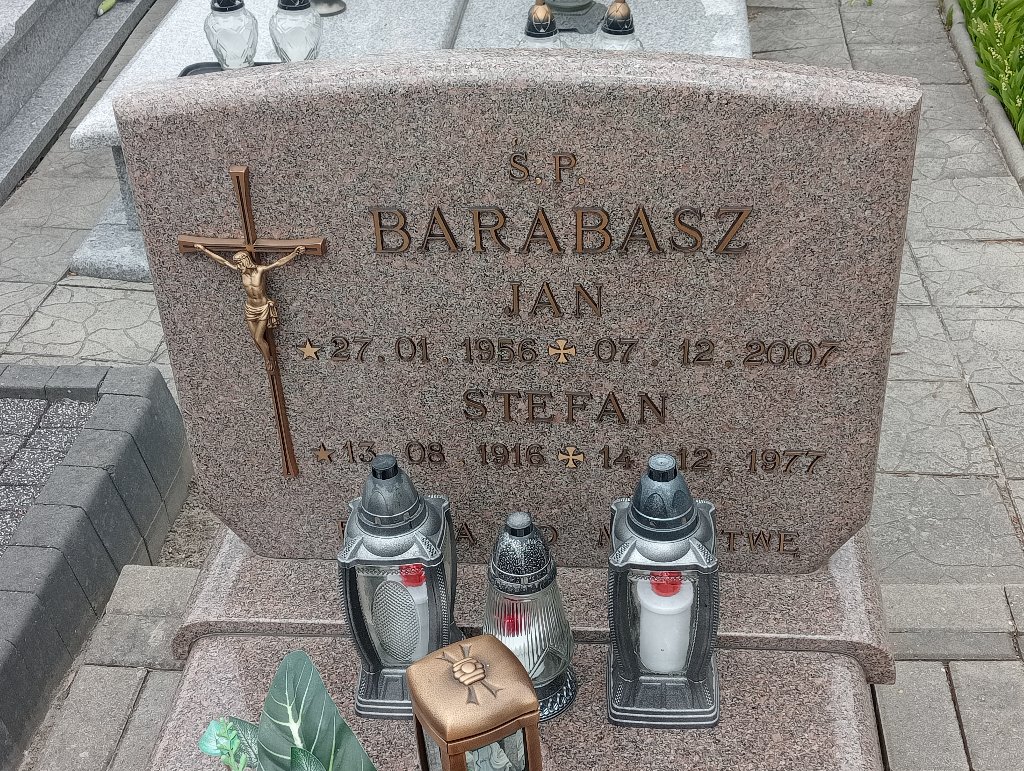 Ś.P.
BARABASZ
JAN
27.01.1956 07.12.2007
STEFAN
13.08.1916 14.12.1977